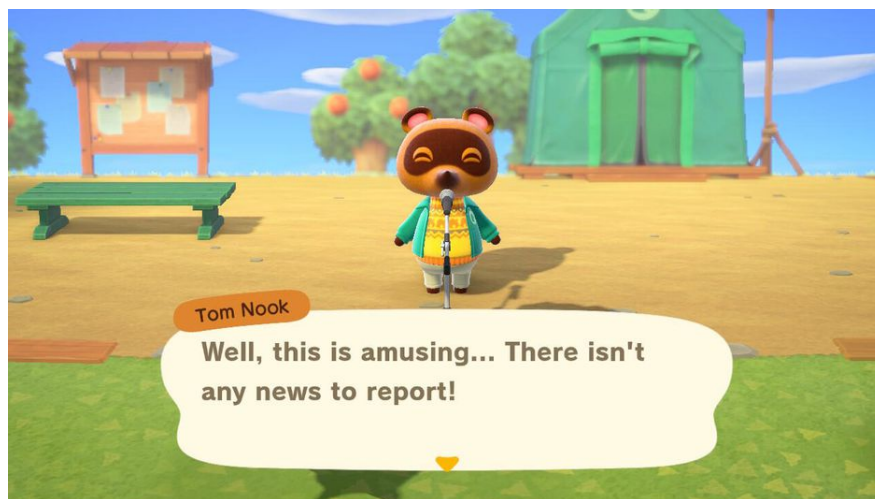 Tom Nook
Well, this is amusing... There isn't
any news to report!